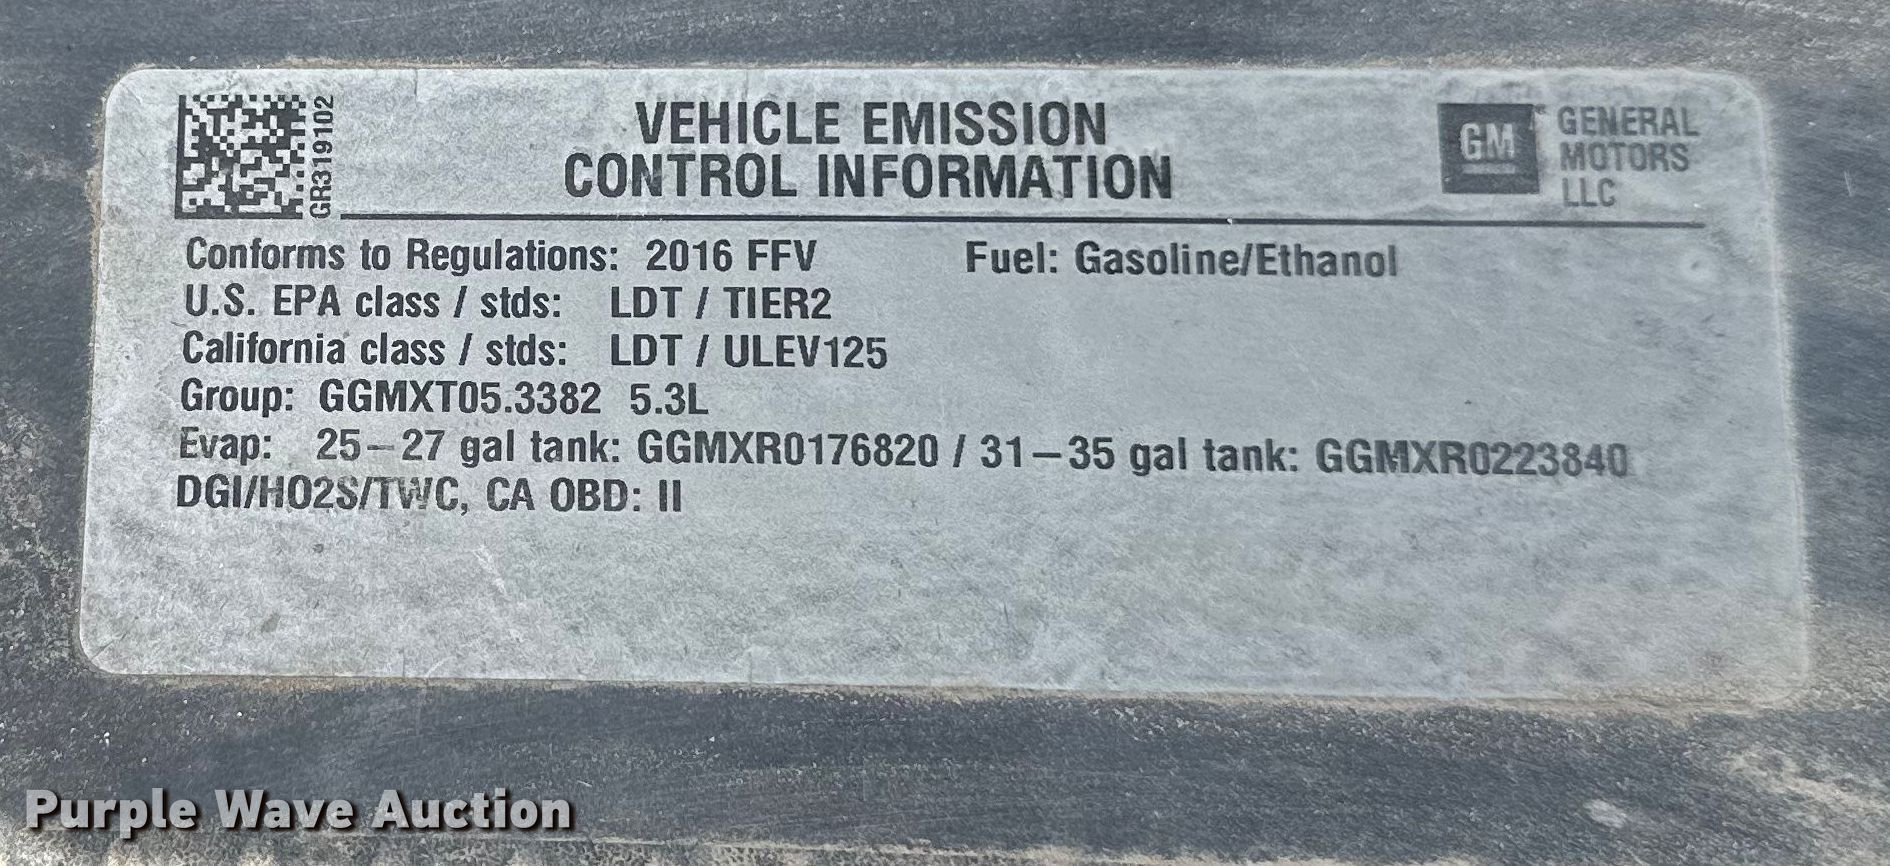 GR319102
VEHICLE EMISSION
CONTROL INFORMATION
GM
GENERAL
MOTORS
LLC
Conforms to Regulations: 2016 FFV Fuel: Gasoline/Ethanol
U.S. EPA class / stds: LDT / TIER2
California class / stds: LDT / ULEV125
Group: GGMXT05.3382 5.3L
Evap: 25–27 gal tank: GGMXR0176820 / 31–35 gal tank: GGMXR0223840
DGI/HO2S/TWC, CA OBD: II
Purple Wave Auction